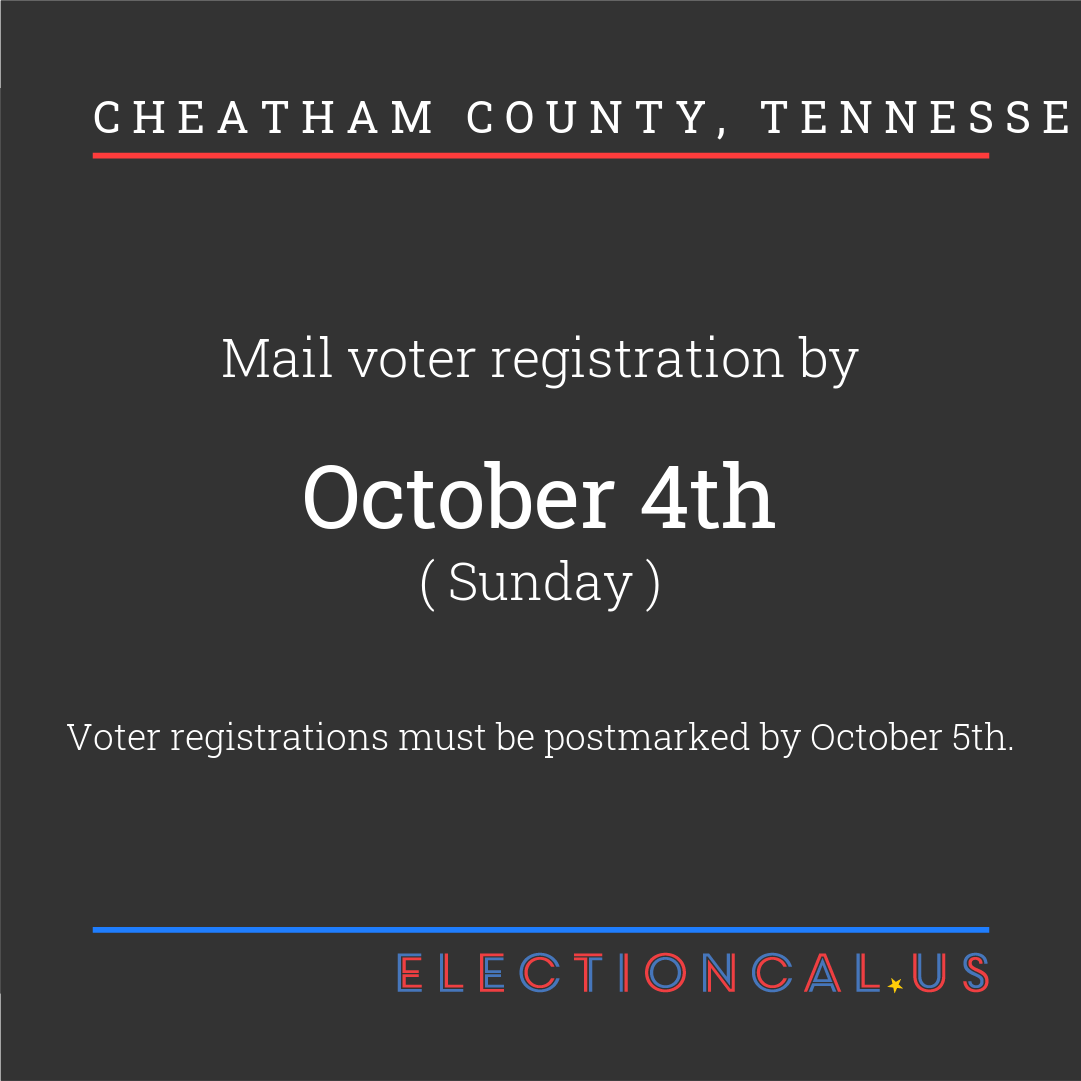 CHEATHAM COUNTY, TENNESSE
Mail voter registration by
October 4th
( Sunday )
Voter registrations must be postmarked by October 5th.
ELECTIONCAL.US